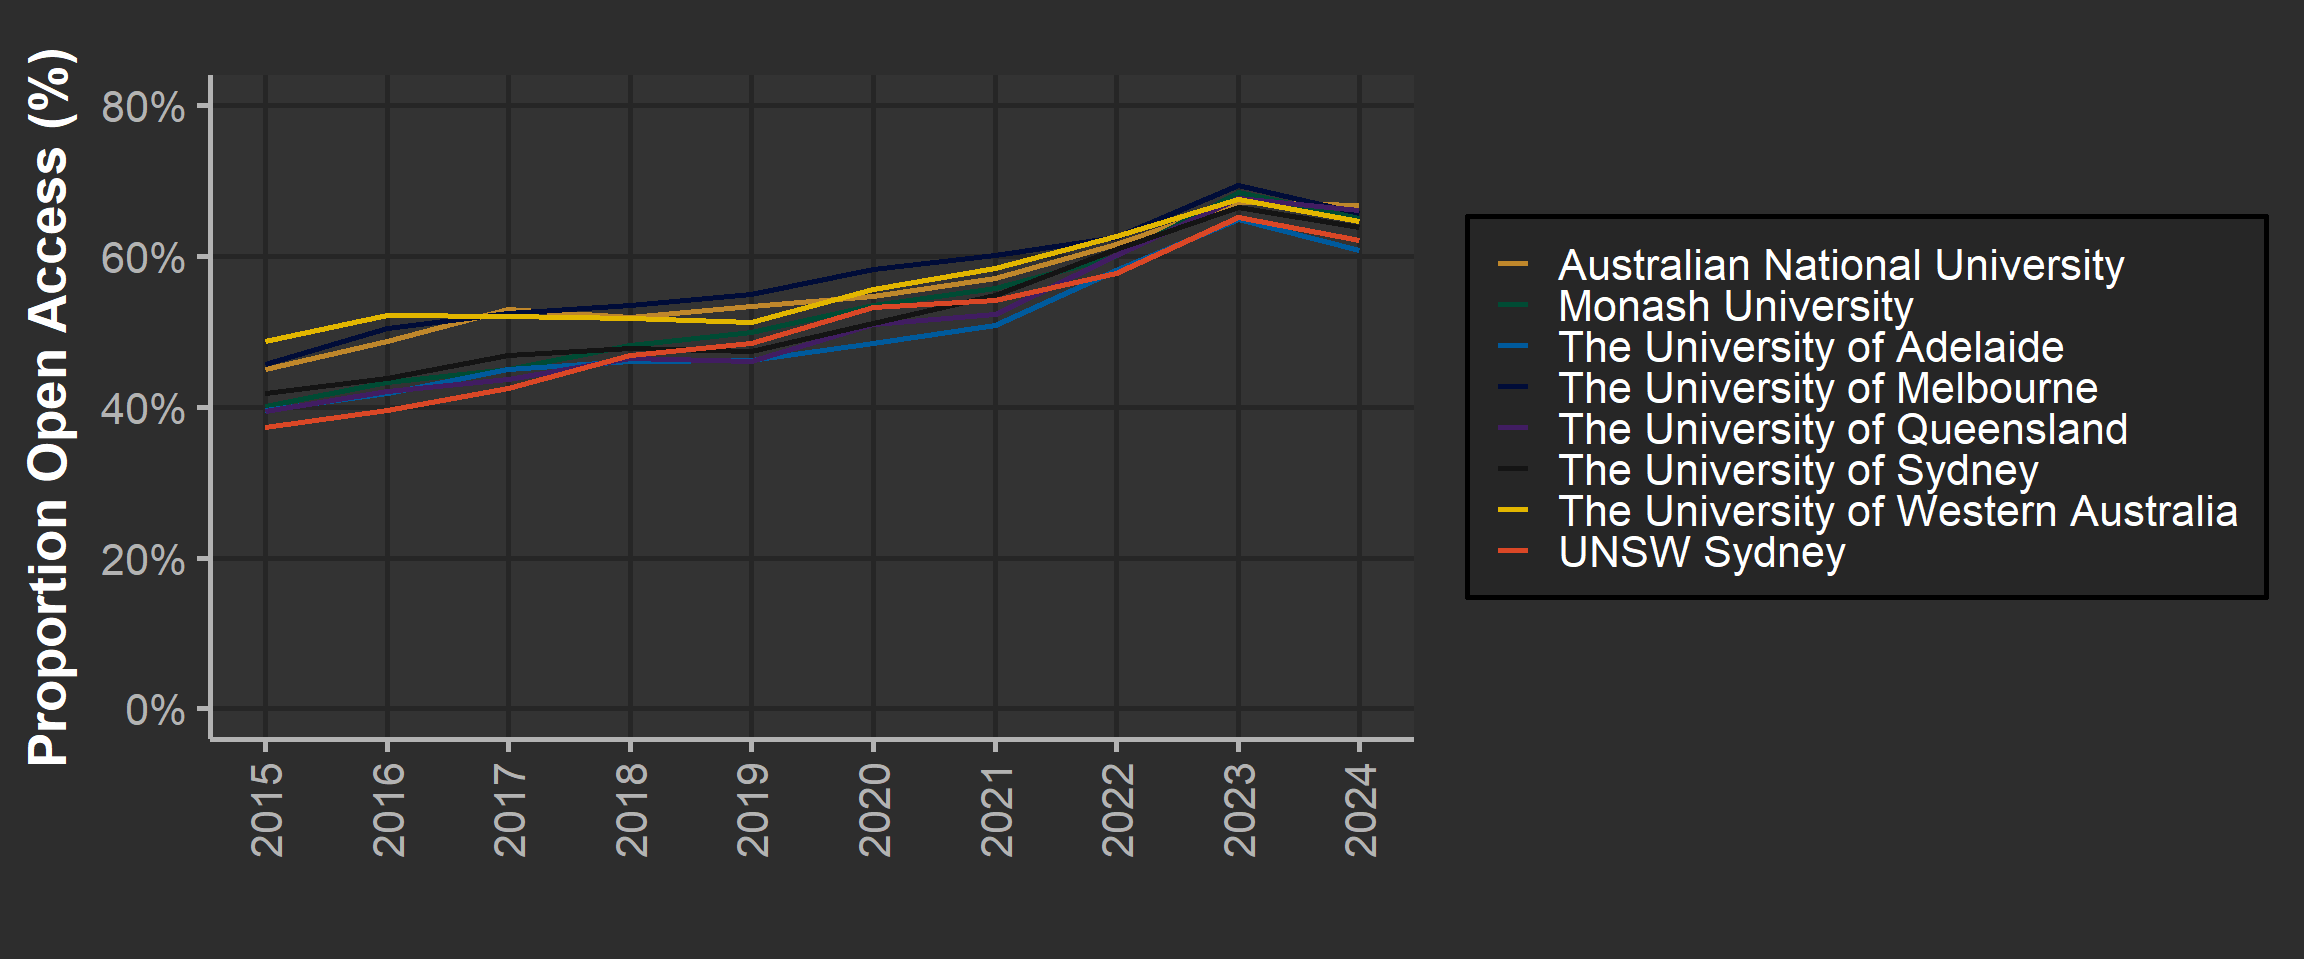 Proportion Open Access (%)
80%
60%
40%
20%
0%
2015
2016
2017
2018
2019
2020
2021
2022
2023
2024
Australian National University
Monash University
The University of Adelaide
The University of Melbourne
The University of Queensland
The University of Sydney
The University of Western Australia
UNSW Sydney